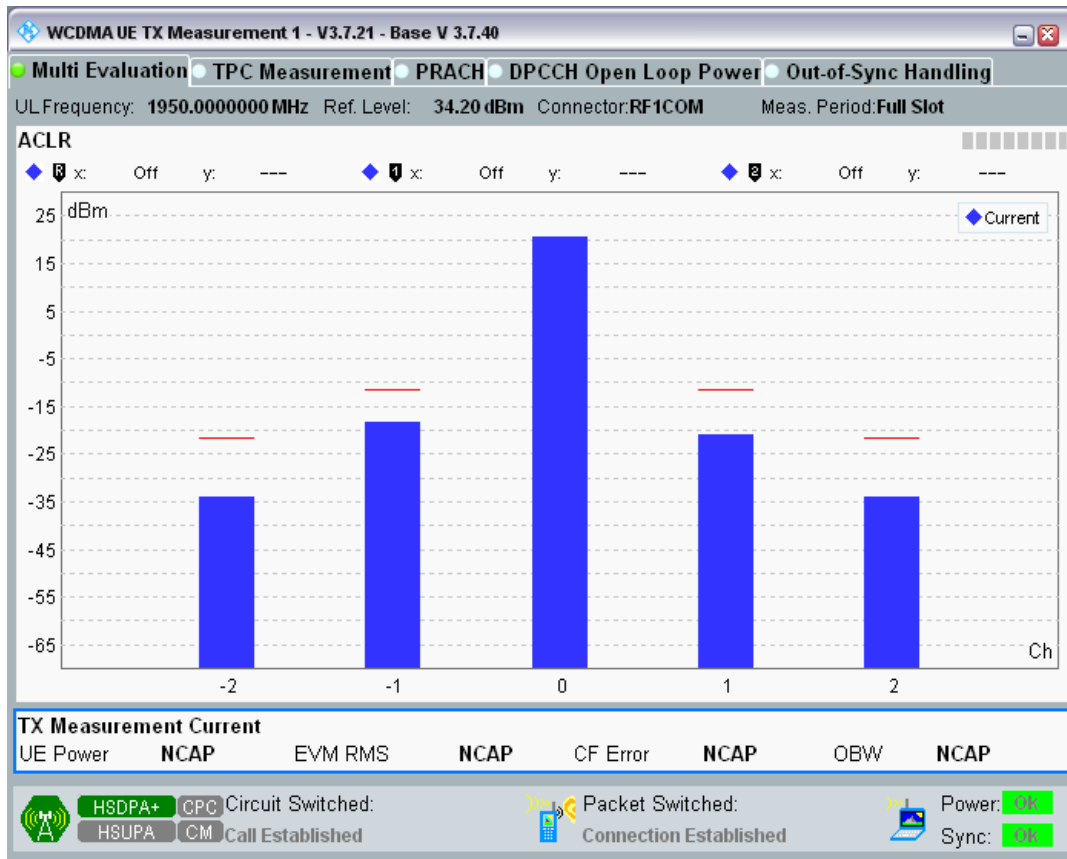 WCDMA UE TX Measurement 1 - V3.7.21 - Base V 3.7.40
Multi Evaluation TPC Measurement PRACH DPCCH Open Loop Power Out-of-Sync Handling
UL Frequency: 1950.0000000 MHz Ref. Level: 34.20 dBm Connector:RF1COM Meas. Period:Full Slot
ACLR
R x: Off y: --- 1 x: Off y: --- 2 x: Off y: ---
dBm
Current
25
15
5
-5
-15
-25
-35
-45
-55
-65
Ch
-2 -1 0 1 2
TX Measurement Current
UE Power NCAP EVM RMS NCAP CF Error NCAP OBW NCAP
HSDPA+ CPC Circuit Switched: Packet Switched: Power: Ok
HSUPA CM Call Established Connection Established Sync: Ok